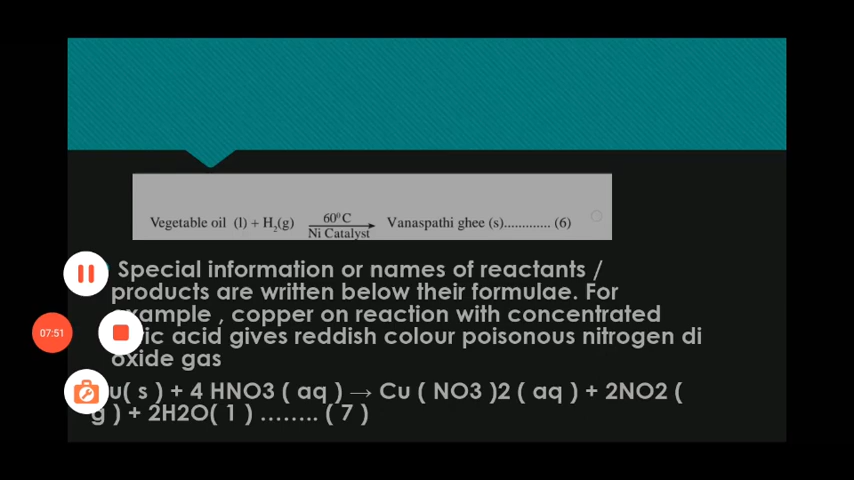 60⁰C
Vegetable oil (l) + H₂(g) → Vanaspathi ghee (s)............. (6)
Ni Catalyst
Special information or names of reactants /
products are written below their formulae. For
example , copper on reaction with concentrated
ic acid gives reddish colour poisonous nitrogen di
07:51
oxide gas
u( s ) + 4 HNO3 ( aq ) → Cu ( NO3 )2 ( aq ) + 2NO2 (
g ) + 2H2O( 1 ) …….. ( 7 )